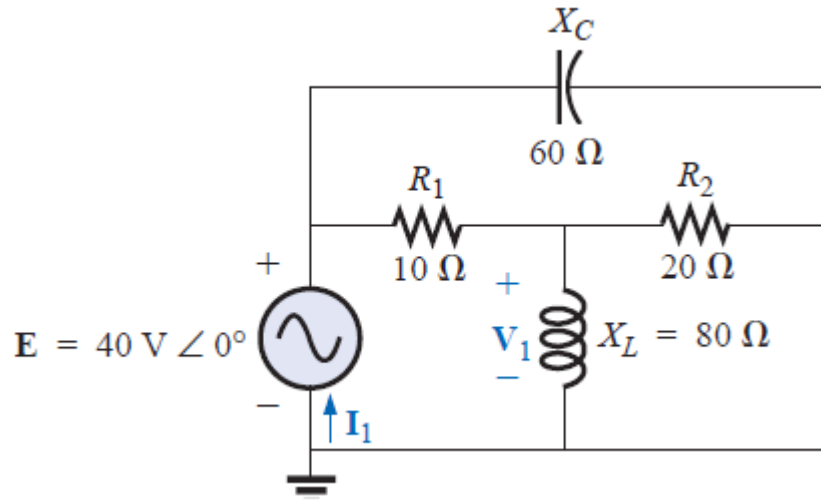 X_C
60 Ω
R_1
10 Ω
R_2
20 Ω
+
E = 40 V ∠ 0°
−
I_1
+
V_1
−
X_L = 80 Ω